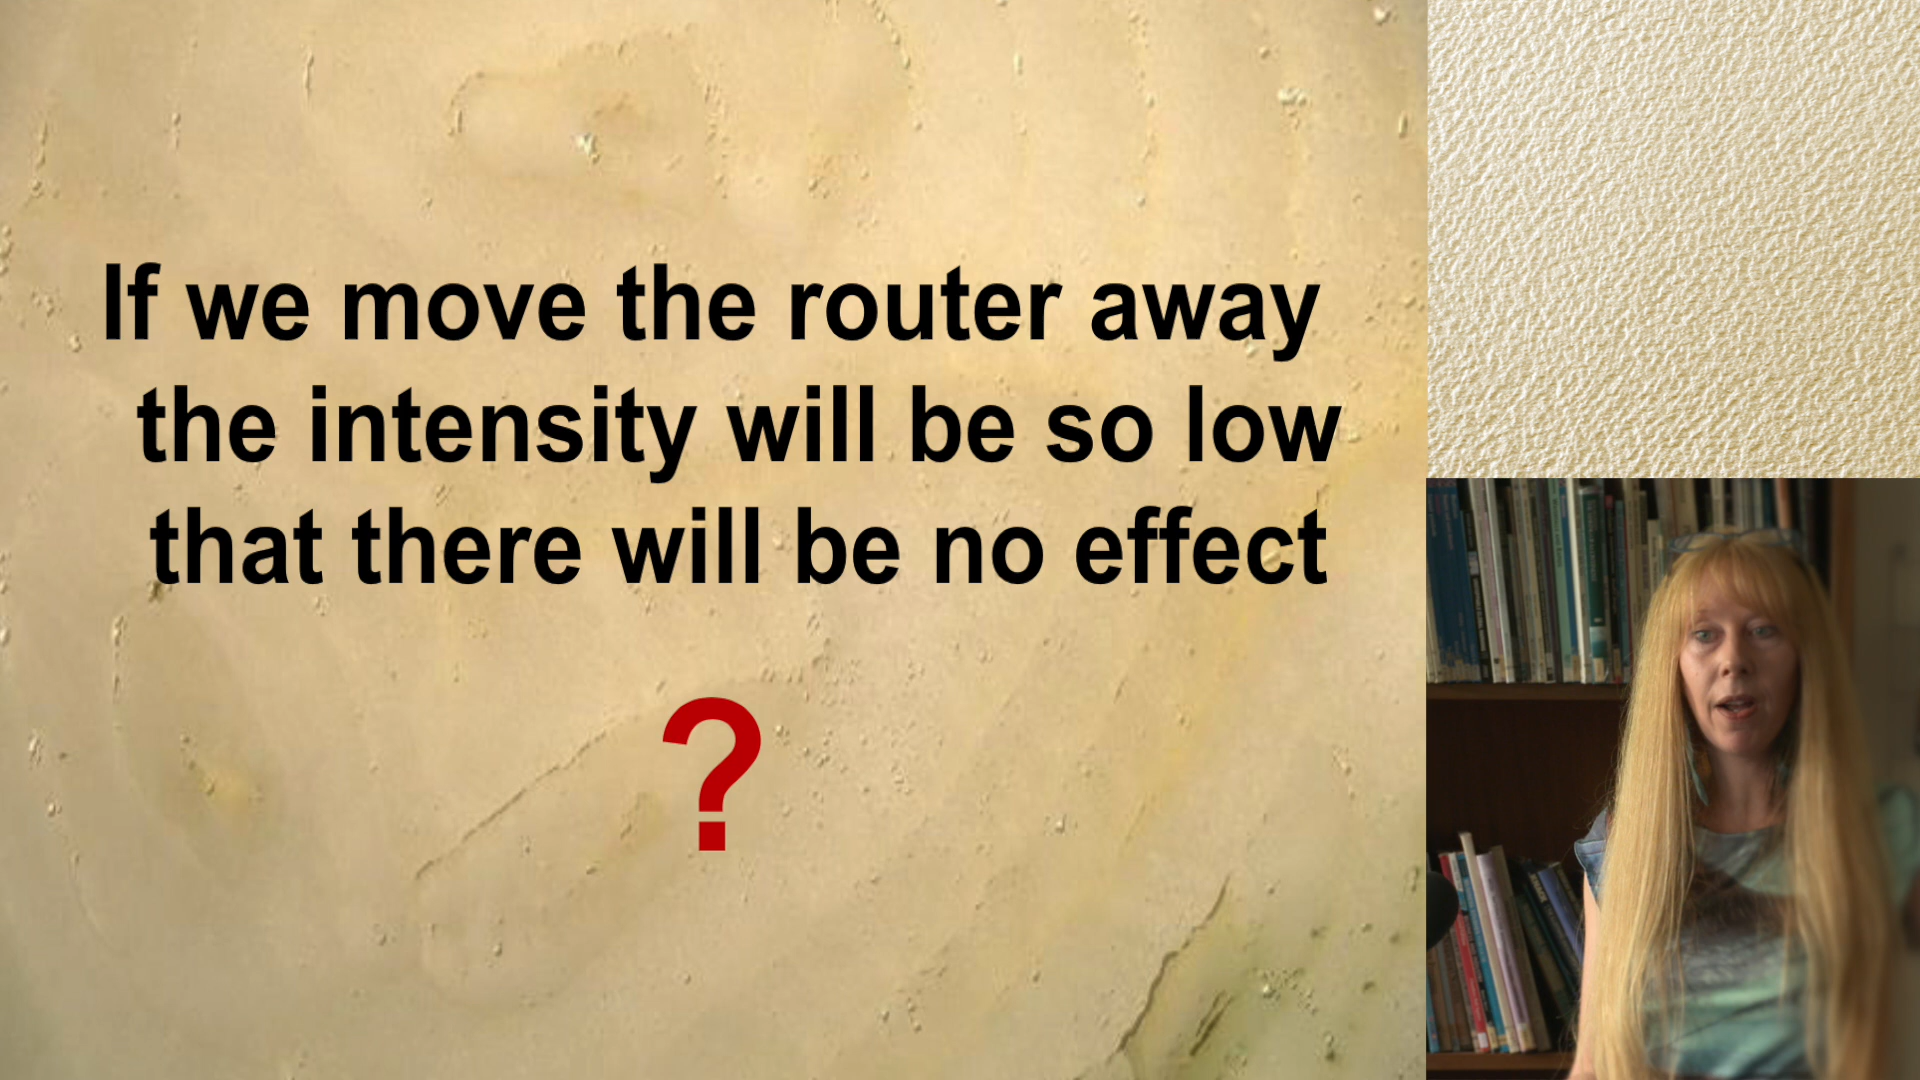 If we move the router away
the intensity will be so low
that there will be no effect
?